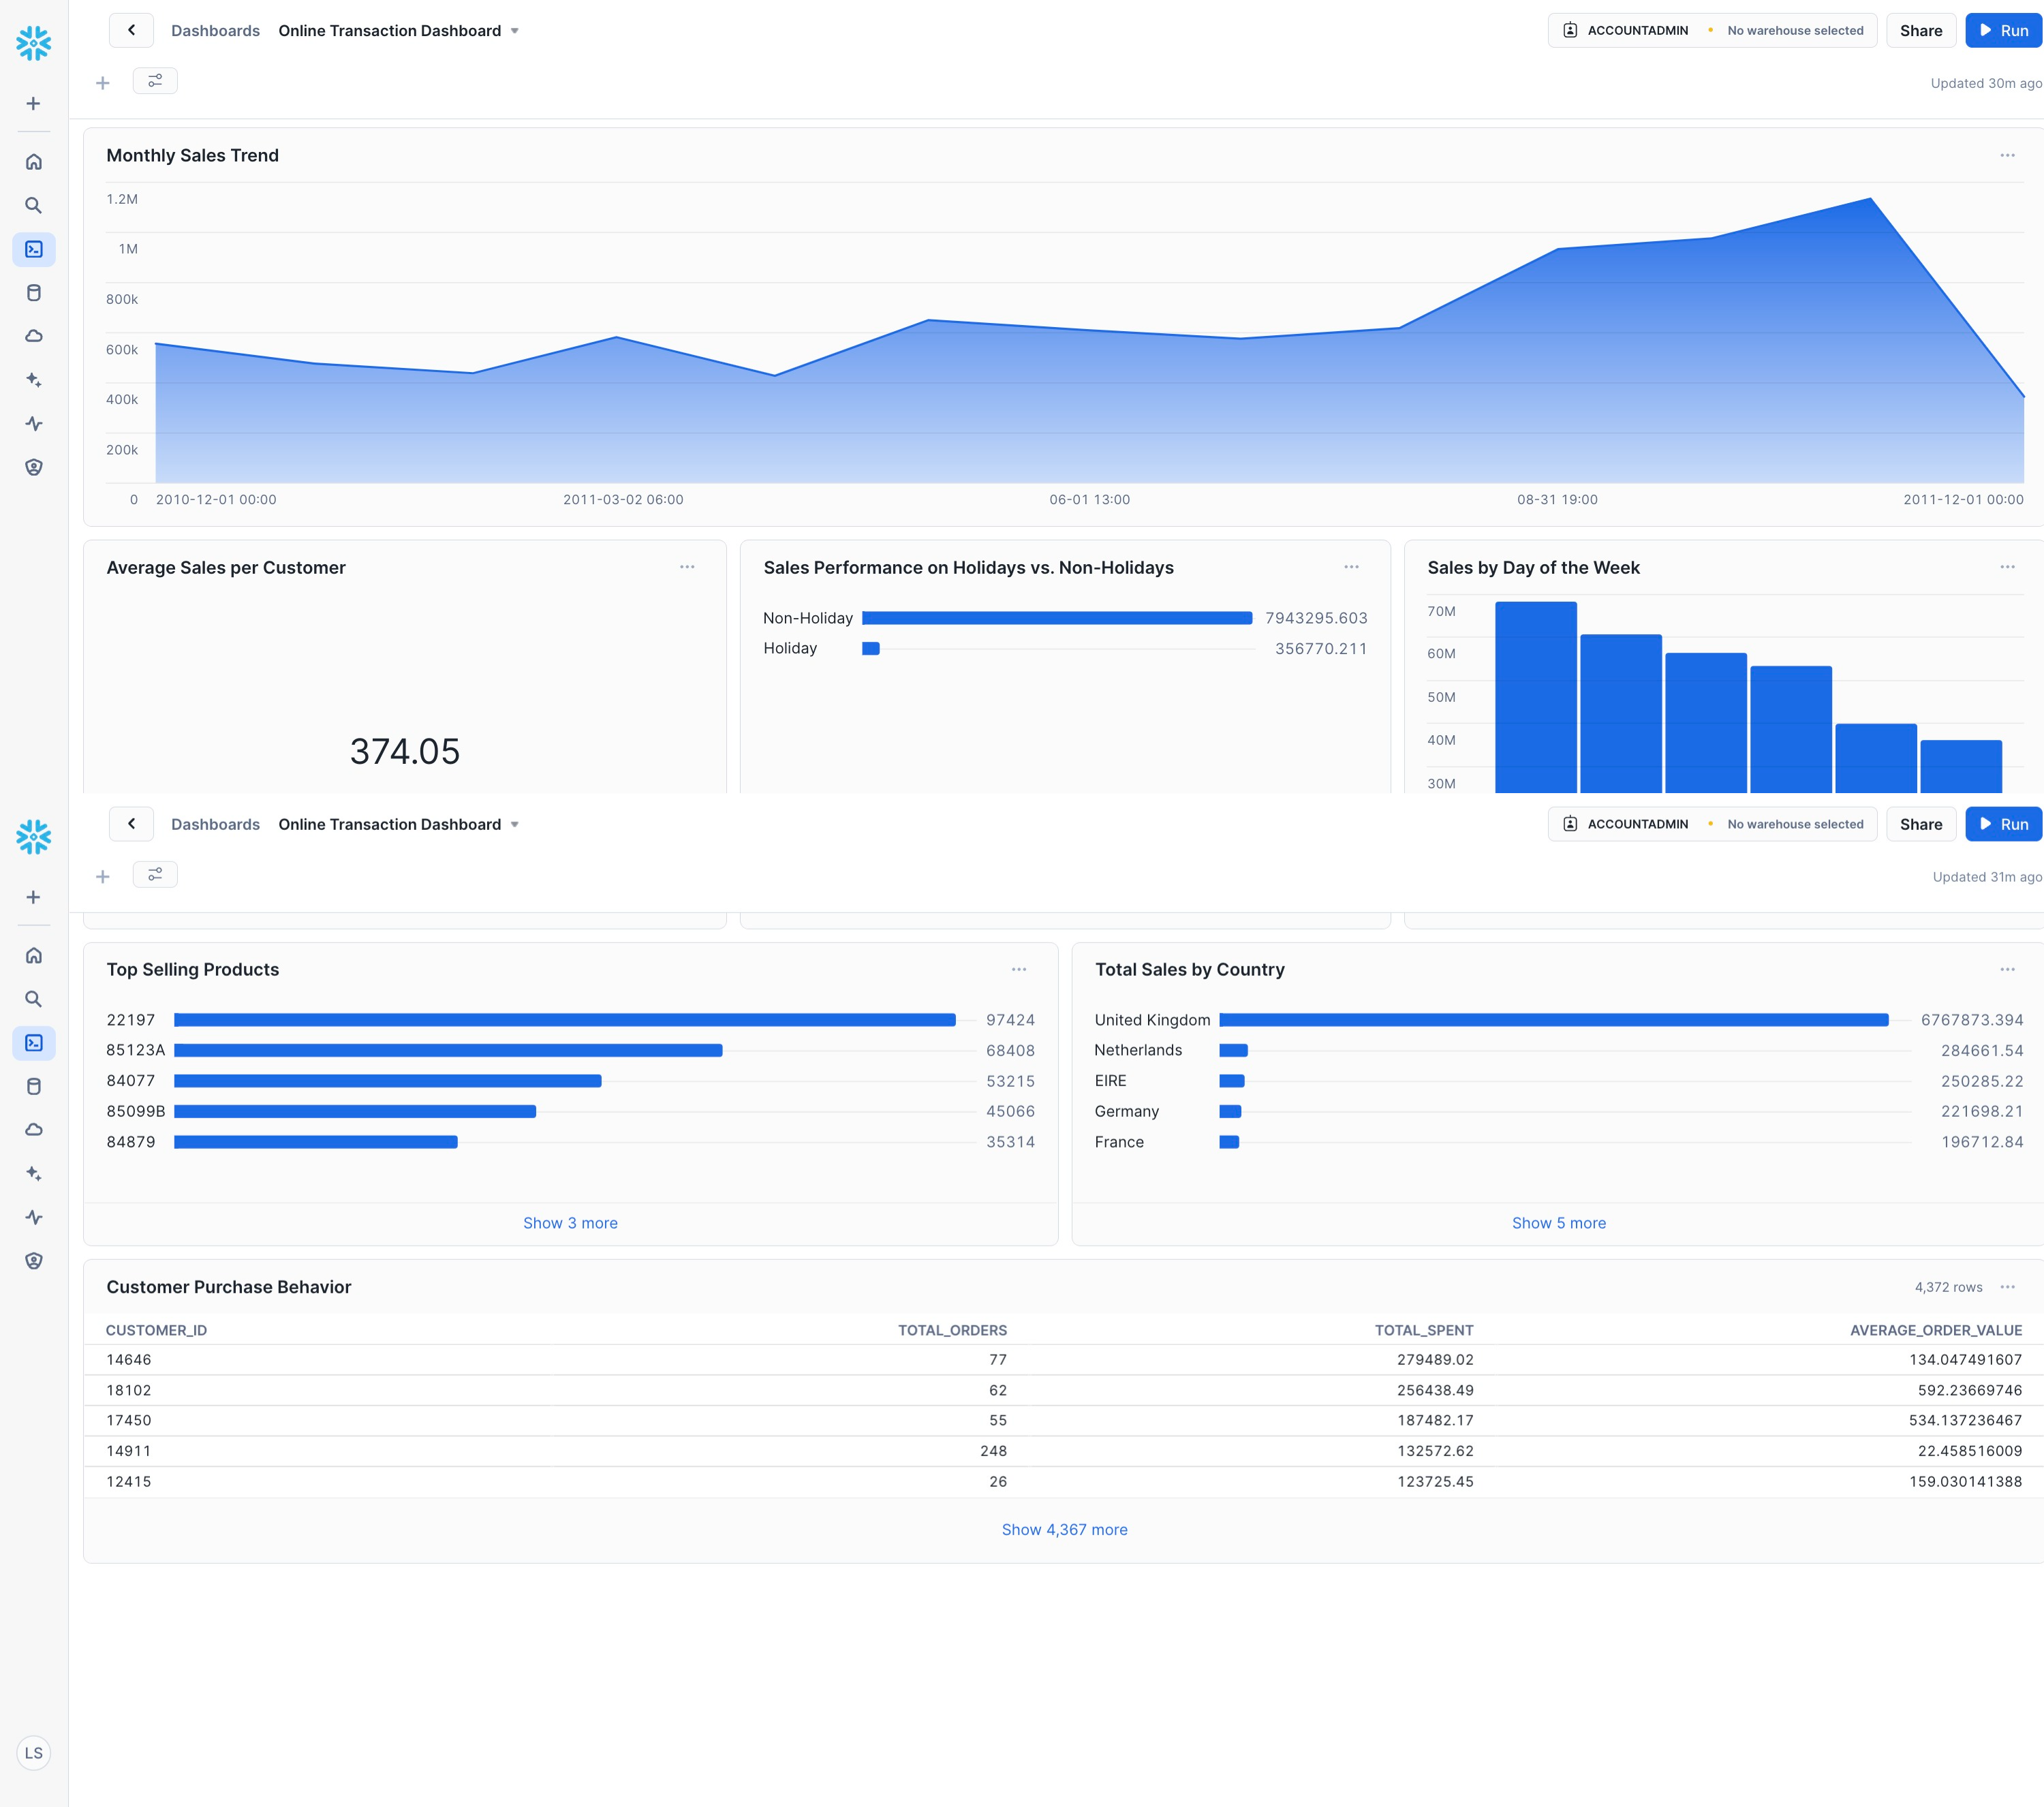 Dashboards Online Transaction Dashboard ACCOUNTADMIN No warehouse selected Share Run
Updated 30m ago
Monthly Sales Trend
1.2M
1M
800k
600k
400k
200k
0 2010-12-01 00:00 2011-03-02 06:00 06-01 13:00 08-31 19:00 2011-12-01 00:00
Average Sales per Customer
374.05
Sales Performance on Holidays vs. Non-Holidays
Non-Holiday 7943295.603
Holiday 356770.211
Sales by Day of the Week
70M
60M
50M
40M
30M
Dashboards Online Transaction Dashboard ACCOUNTADMIN No warehouse selected Share Run
Updated 31m ago
Top Selling Products
22197 97424
85123A 68408
84077 53215
85099B 45066
84879 35314
Show 3 more
Total Sales by Country
United Kingdom 6767873.394
Netherlands 284661.54
EIRE 250285.22
Germany 221698.21
France 196712.84
Show 5 more
Customer Purchase Behavior 4,372 rows
CUSTOMER_ID TOTAL_ORDERS TOTAL_SPENT AVERAGE_ORDER_VALUE
14646 77 279489.02 134.047491607
18102 62 256438.49 592.23669746
17450 55 187482.17 534.137236467
14911 248 132572.62 22.458516009
12415 26 123725.45 159.030141388
Show 4,367 more
LS